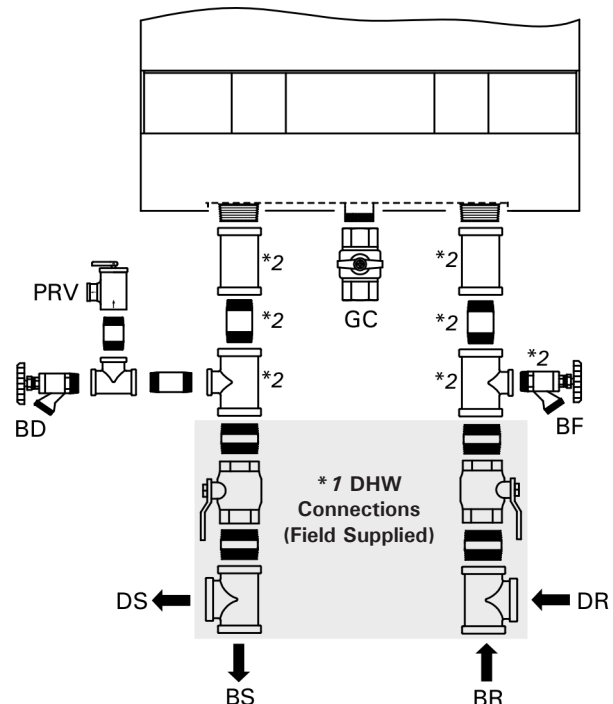 *2
*2
PRV
*2
GC
*2
*2
*2
*2
BD
BF
*1 DHW
Connections
(Field Supplied)
DS
DR
BS
BR